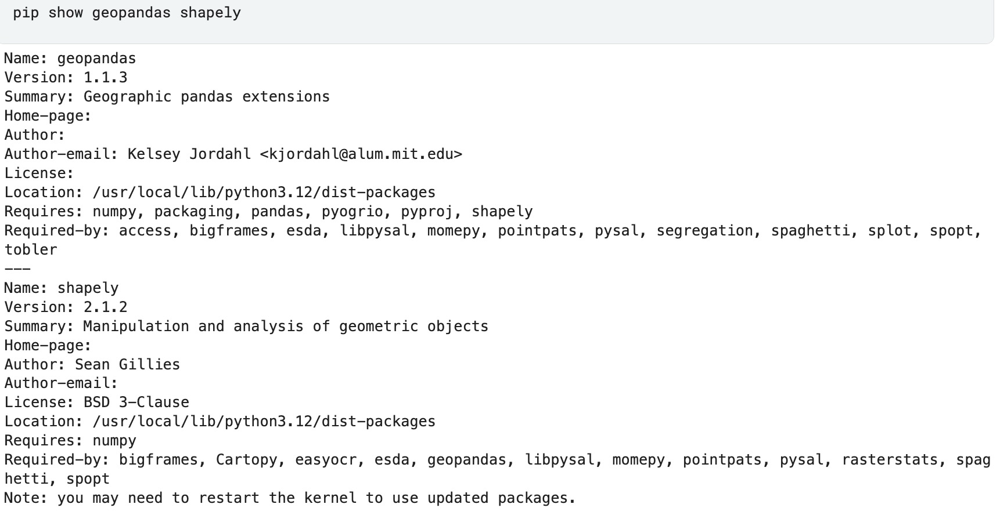 pip show geopandas shapely
Name: geopandas
Version: 1.1.3
Summary: Geographic pandas extensions
Home-page:
Author:
Author-email: Kelsey Jordahl <kjordahl@alum.mit.edu>
License:
Location: /usr/local/lib/python3.12/dist-packages
Requires: numpy, packaging, pandas, pyogrio, pyproj, shapely
Required-by: access, bigframes, esda, libpysal, momepy, pointpats, pysal, segregation, spaghetti, splot, spopt,
tobler
---
Name: shapely
Version: 2.1.2
Summary: Manipulation and analysis of geometric objects
Home-page:
Author: Sean Gillies
Author-email:
License: BSD 3-Clause
Location: /usr/local/lib/python3.12/dist-packages
Requires: numpy
Required-by: bigframes, Cartopy, easyocr, esda, geopandas, libpysal, momepy, pointpats, pysal, rasterstats, spag
hetti, spopt
Note: you may need to restart the kernel to use updated packages.